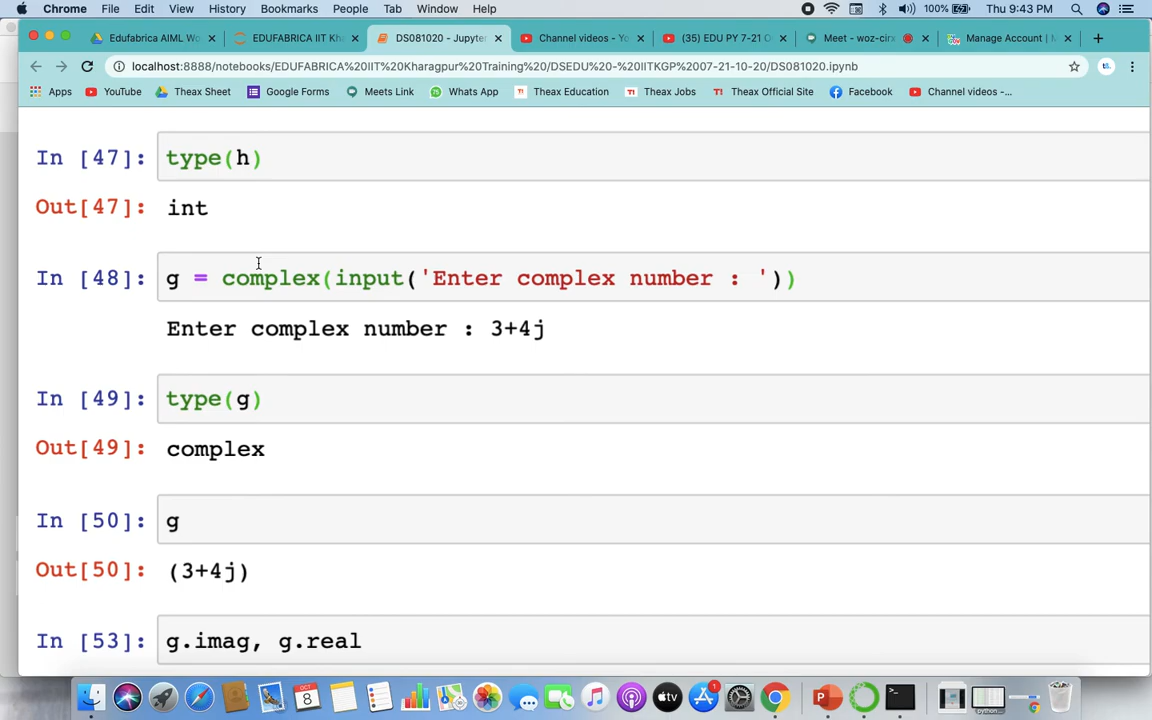 Chrome File Edit View History Bookmarks People Tab Window Help 100% Thu 9:43 PM
Edufabrica AIML Wo EDUFABRICA IIT Kha DS081020 - Jupyter Channel videos - Yo (35) EDU PY 7-21 O Meet - woz-cirx Manage Account | M
localhost:8888/notebooks/EDUFABRICA%20IIT%20Kharagpur%20Training%20/DSEDU%20-%20IITKGP%2007-21-10-20/DS081020.ipynb
Apps YouTube Theax Sheet Google Forms Meets Link Whats App Theax Education Theax Jobs Theax Official Site Facebook Channel videos -...
In [47]: type(h)
Out[47]: int
In [48]: g = complex(input('Enter complex number : '))
Enter complex number : 3+4j
In [49]: type(g)
Out[49]: complex
In [50]: g
Out[50]: (3+4j)
In [53]: g.imag, g.real